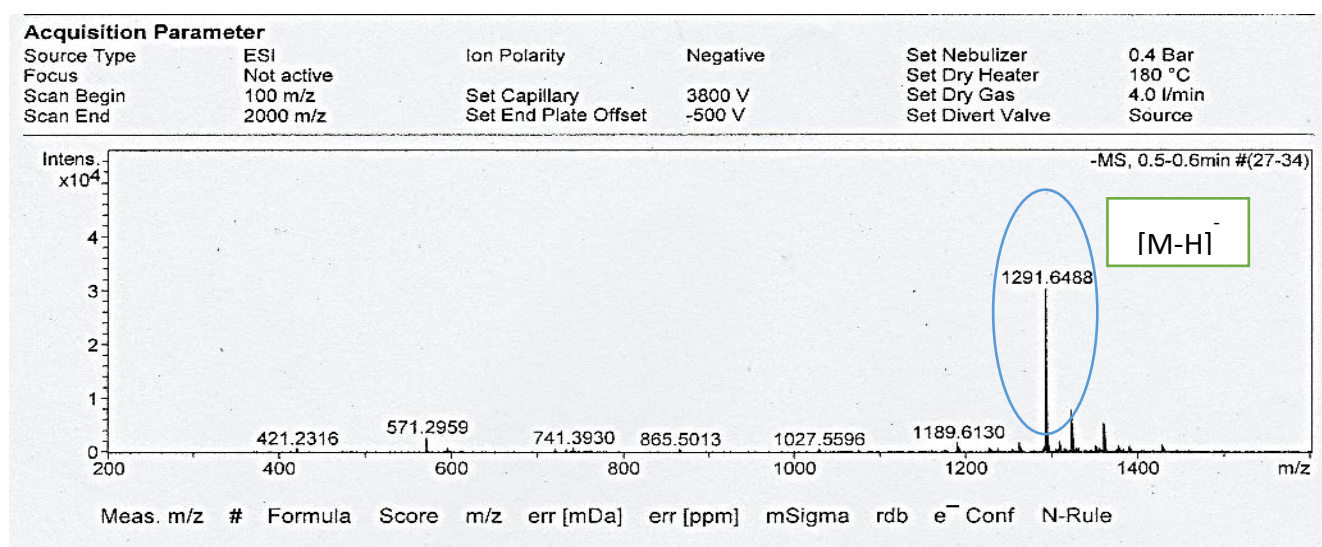 Acquisition Parameter
Source Type ESI Ion Polarity Negative Set Nebulizer 0.4 Bar
Focus Not active Set Dry Heater 180 °C
Scan Begin 100 m/z Set Capillary 3800 V Set Dry Gas 4.0 l/min
Scan End 2000 m/z Set End Plate Offset -500 V Set Divert Valve Source
Intens.
x10⁴
-MS, 0.5-0.6min #(27-34)
[M-H]⁻
4
1291.6488
3
2
1
421.2316 571.2959 741.3930 865.5013 1027.5596 1189.6130
0
200 400 600 800 1000 1200 1400 m/z
Meas. m/z # Formula Score m/z err [mDa] err [ppm] mSigma rdb e⁻ Conf N-Rule